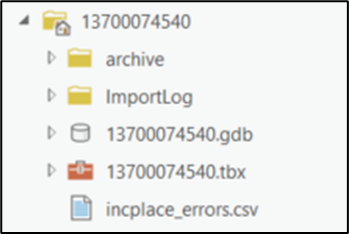 13700074540
archive
ImportLog
13700074540.gdb
13700074540.tbx
incplace_errors.csv